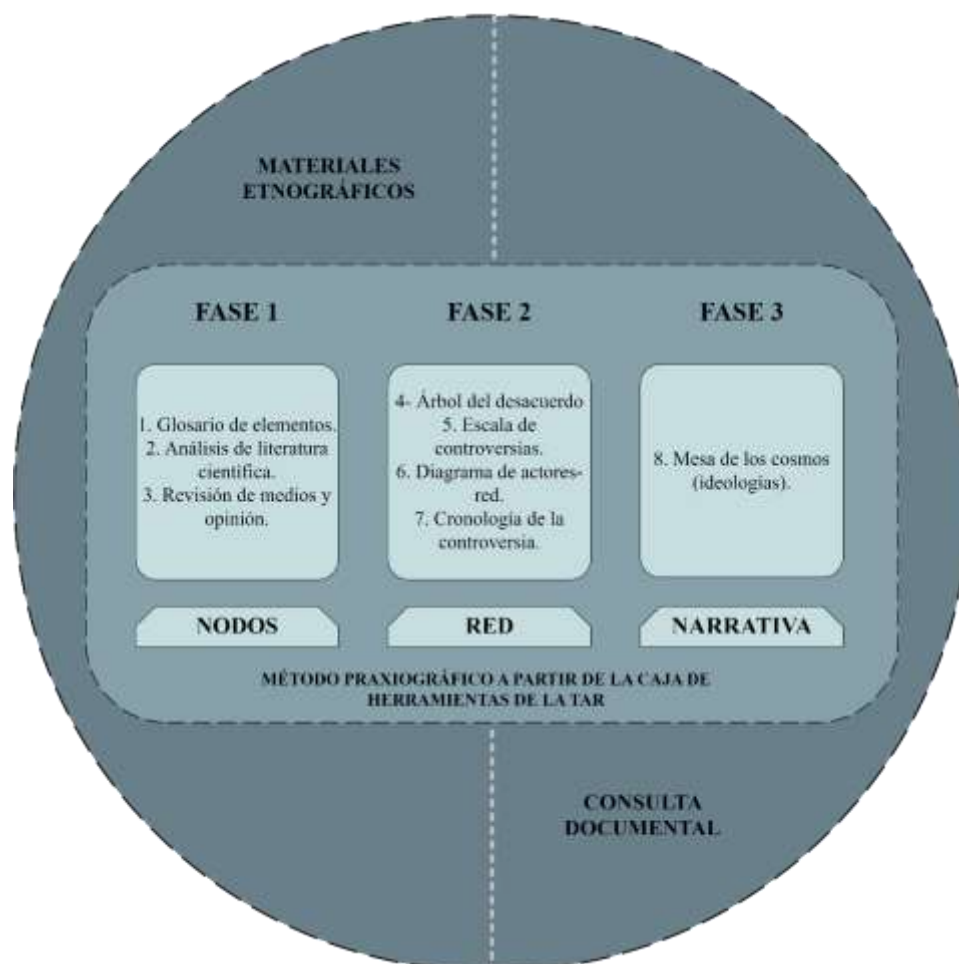 MATERIALES
ETNOGRÁFICOS
FASE 1
1. Glosario de elementos.
2. Análisis de literatura
científica.
3. Revisión de medios y
opinión.
NODOS
FASE 2
4- Árbol del desacuerdo
5. Escala de
controversias.
6. Diagrama de actores-
red.
7. Cronología de la
controversia.
RED
FASE 3
8. Mesa de los cosmos
(ideologías).
NARRATIVA
MÉTODO PRAXIOGRÁFICO A PARTIR DE LA CAJA DE
HERRAMIENTAS DE LA TAR
CONSULTA
DOCUMENTAL